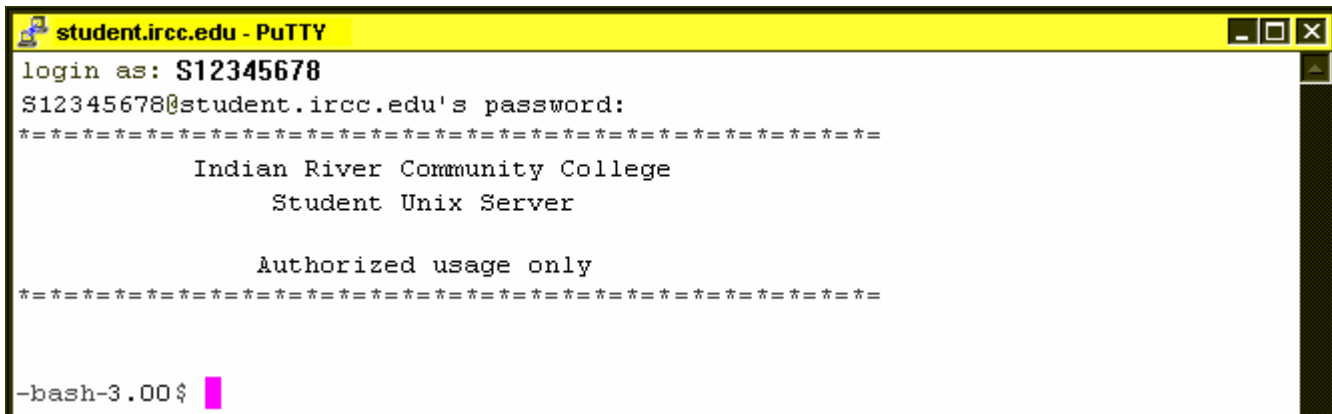 student.ircc.edu - PuTTY
login as: S12345678
S12345678@student.ircc.edu's password:
*=*=*=*=*=*=*=*=*=*=*=*=*=*=*=*=*=*=*=*=*=*=*=*=*=*=*=
Indian River Community College
Student Unix Server
Authorized usage only
*=*=*=*=*=*=*=*=*=*=*=*=*=*=*=*=*=*=*=*=*=*=*=*=*=*=*=
-bash-3.00$